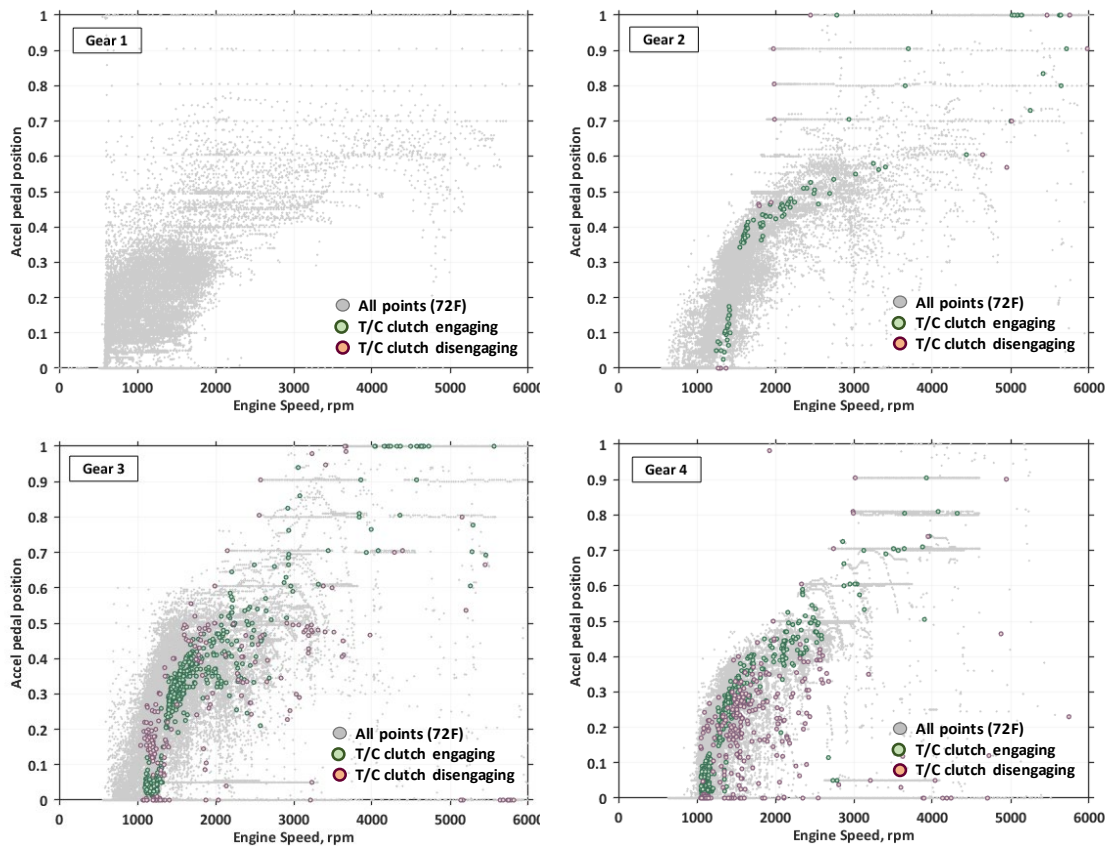 Gear 1
Accel pedal position
1
0.9
0.8
0.7
0.6
0.5
0.4
0.3
0.2
0.1
0
All points (72F)
T/C clutch engaging
T/C clutch disengaging
0 1000 2000 3000 4000 5000 6000
Engine Speed, rpm
Gear 2
Accel pedal position
1
0.9
0.8
0.7
0.6
0.5
0.4
0.3
0.2
0.1
0
All points (72F)
T/C clutch engaging
T/C clutch disengaging
0 1000 2000 3000 4000 5000 6000
Engine Speed, rpm
Gear 3
Accel pedal position
1
0.9
0.8
0.7
0.6
0.5
0.4
0.3
0.2
0.1
0
All points (72F)
T/C clutch engaging
T/C clutch disengaging
0 1000 2000 3000 4000 5000 6000
Engine Speed, rpm
Gear 4
Accel pedal position
1
0.9
0.8
0.7
0.6
0.5
0.4
0.3
0.2
0.1
0
All points (72F)
T/C clutch engaging
T/C clutch disengaging
0 1000 2000 3000 4000 5000 6000
Engine Speed, rpm